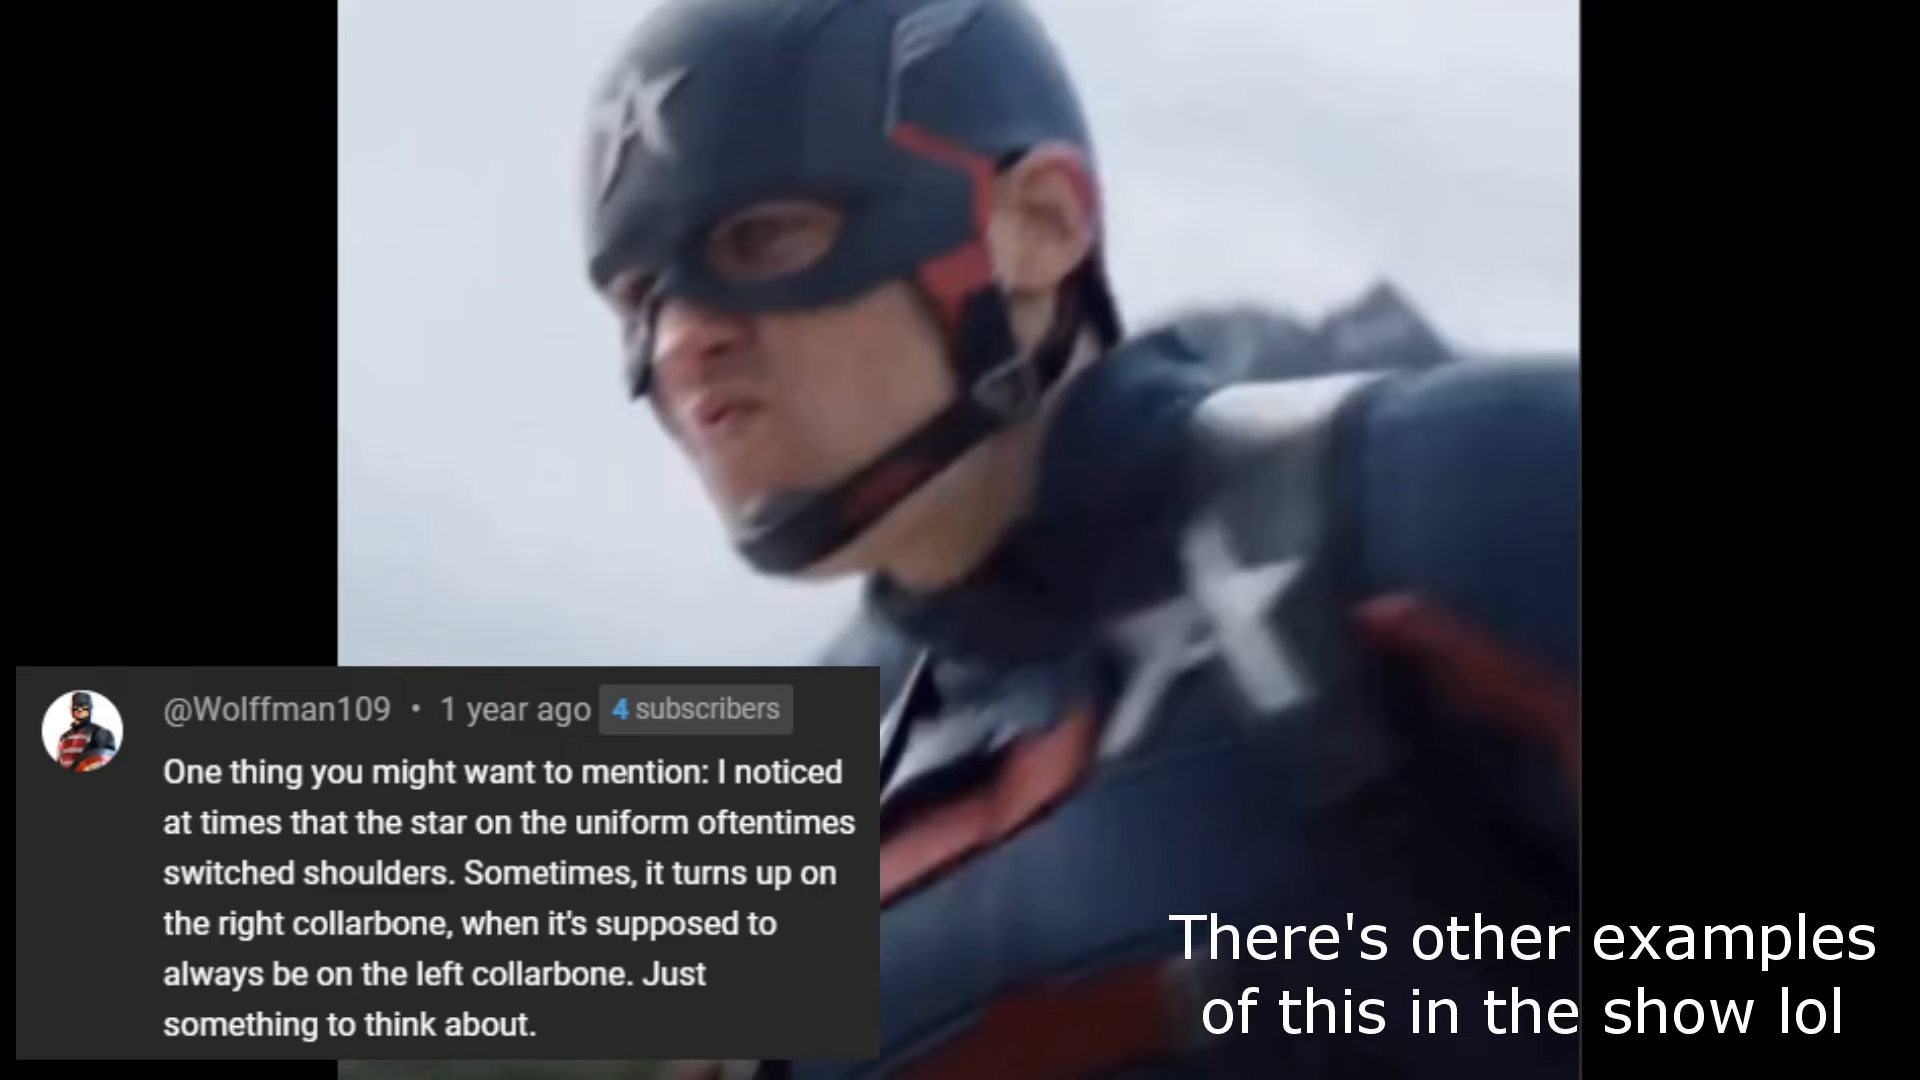 @Wolffman109 • 1 year ago 4 subscribers
One thing you might want to mention: I noticed
at times that the star on the uniform oftentimes
switched shoulders. Sometimes, it turns up on
the right collarbone, when it's supposed to
always be on the left collarbone. Just
something to think about.
There's other examples
of this in the show lol